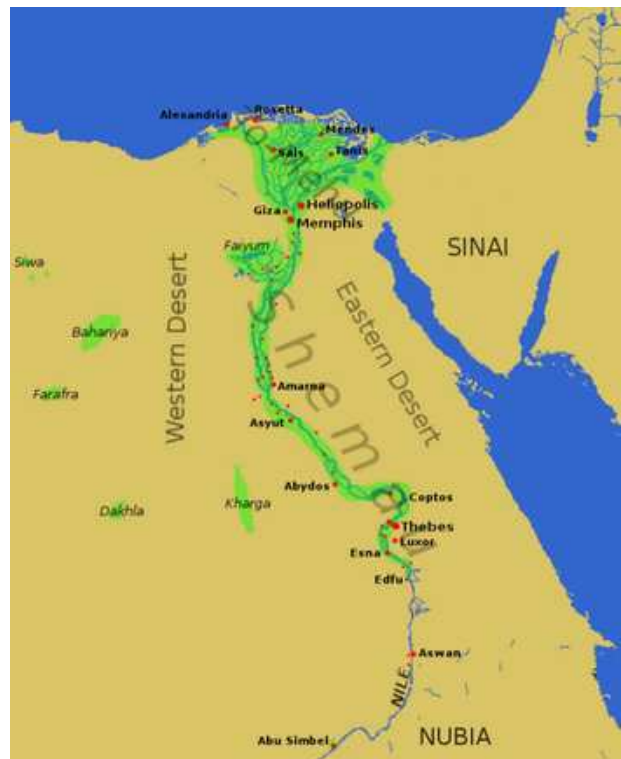 Alexandria
Rosetta
Mendes
Sais
Tanis
Heliopolis
Giza
Memphis
Faiyum
SINAI
Siwa
Western Desert
Eastern Desert
Shemau
Bahariya
Farafra
Amarna
Asyut
Abydos
Coptos
Kharga
Dakhla
Thebes
Luxor
Esna
Edfu
Aswan
NILE
Abu Simbel
NUBIA